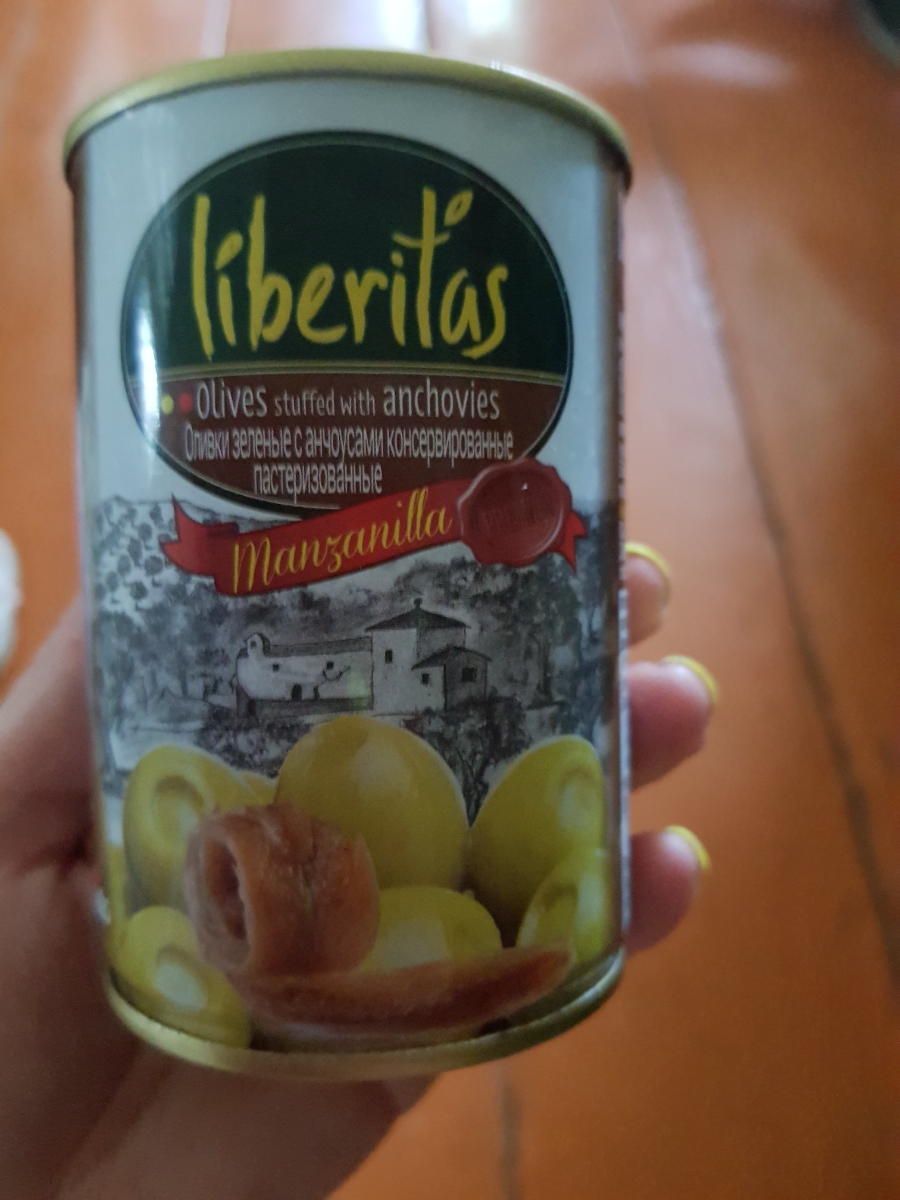 liberitas
Olives stuffed with anchovies
Оливки зеленые с анчоусами консервированные
пастеризованные
Manzanilla